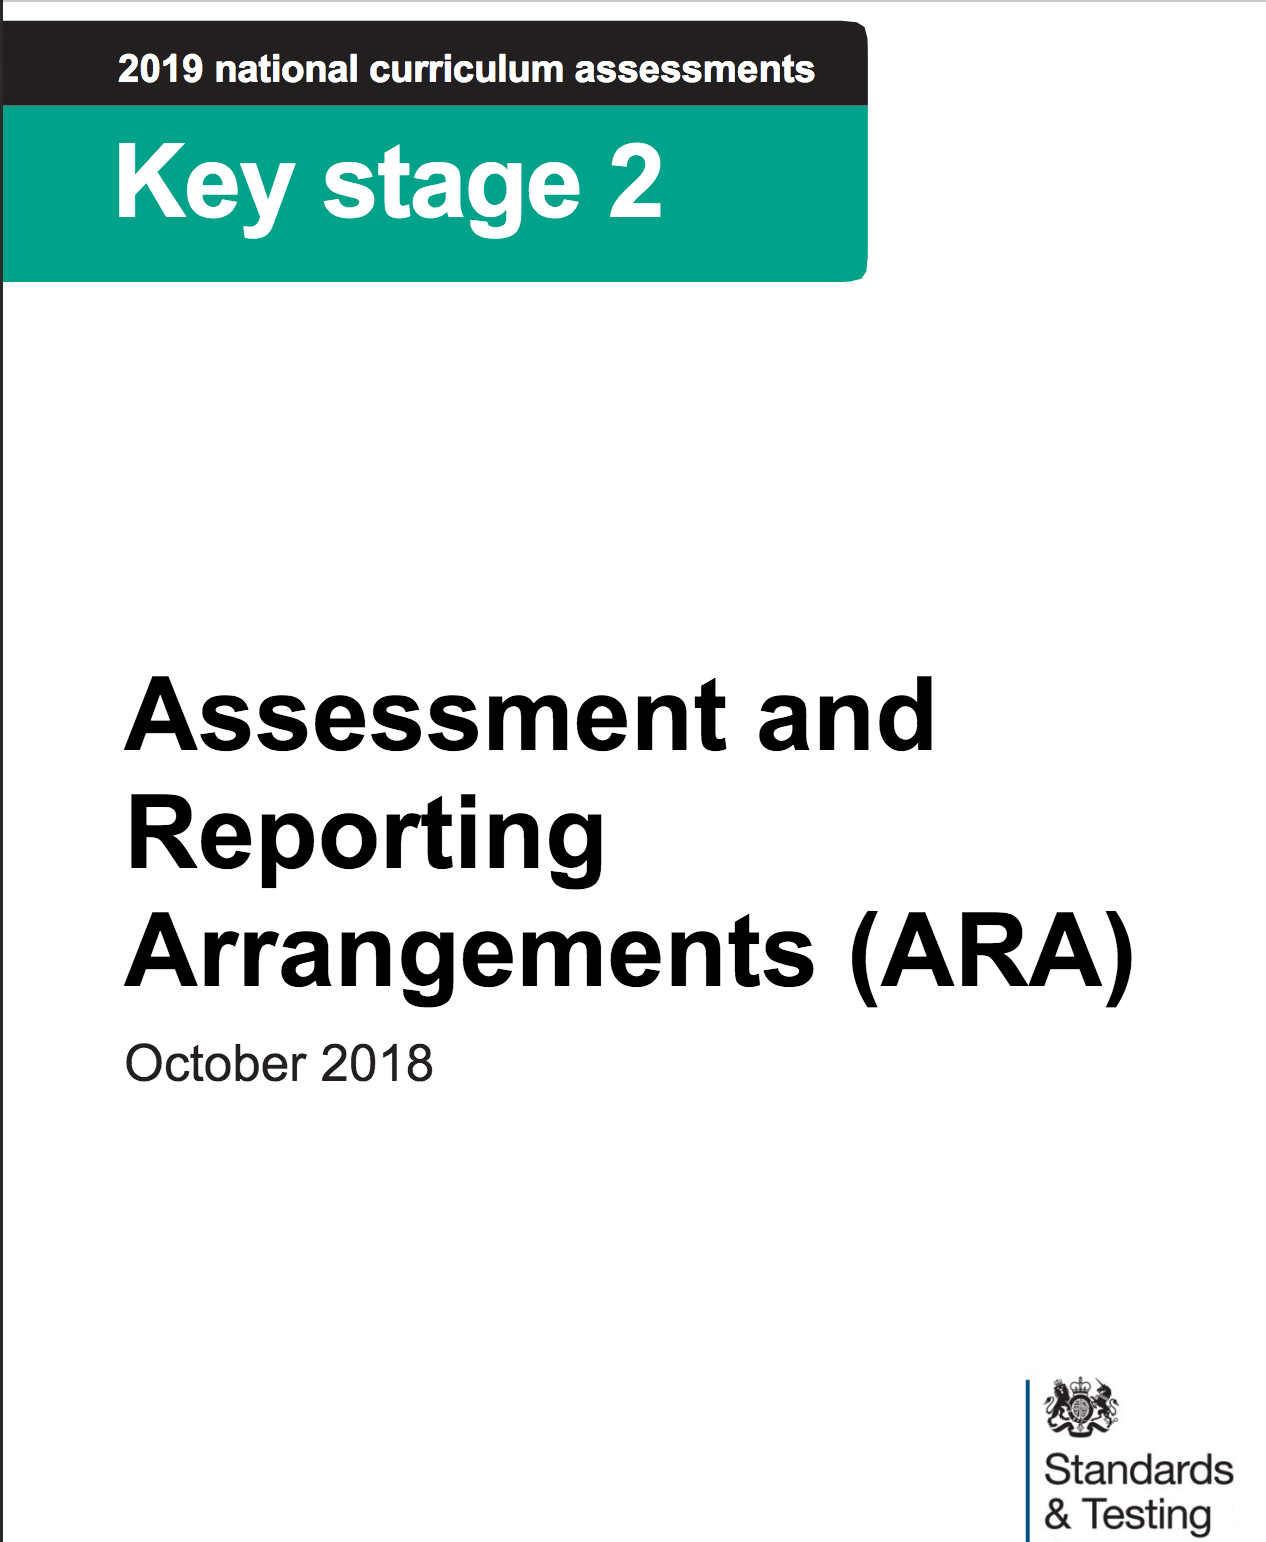 2019 national curriculum assessments
Key stage 2
Assessment and
Reporting
Arrangements (ARA)
October 2018
Standards
& Testing